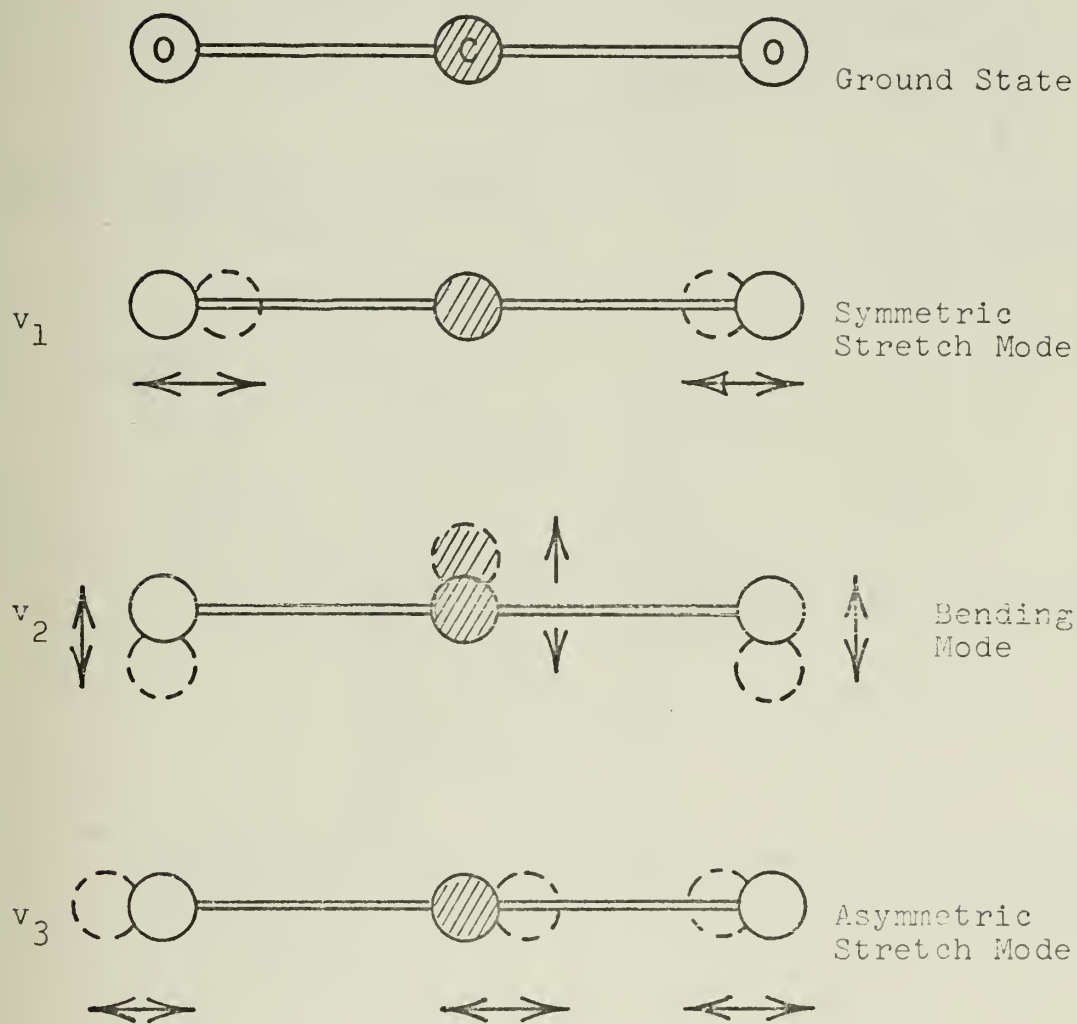 O C O
Ground State
v1
Symmetric
Stretch Mode
v2
Bending
Mode
v3
Asymmetric
Stretch Mode